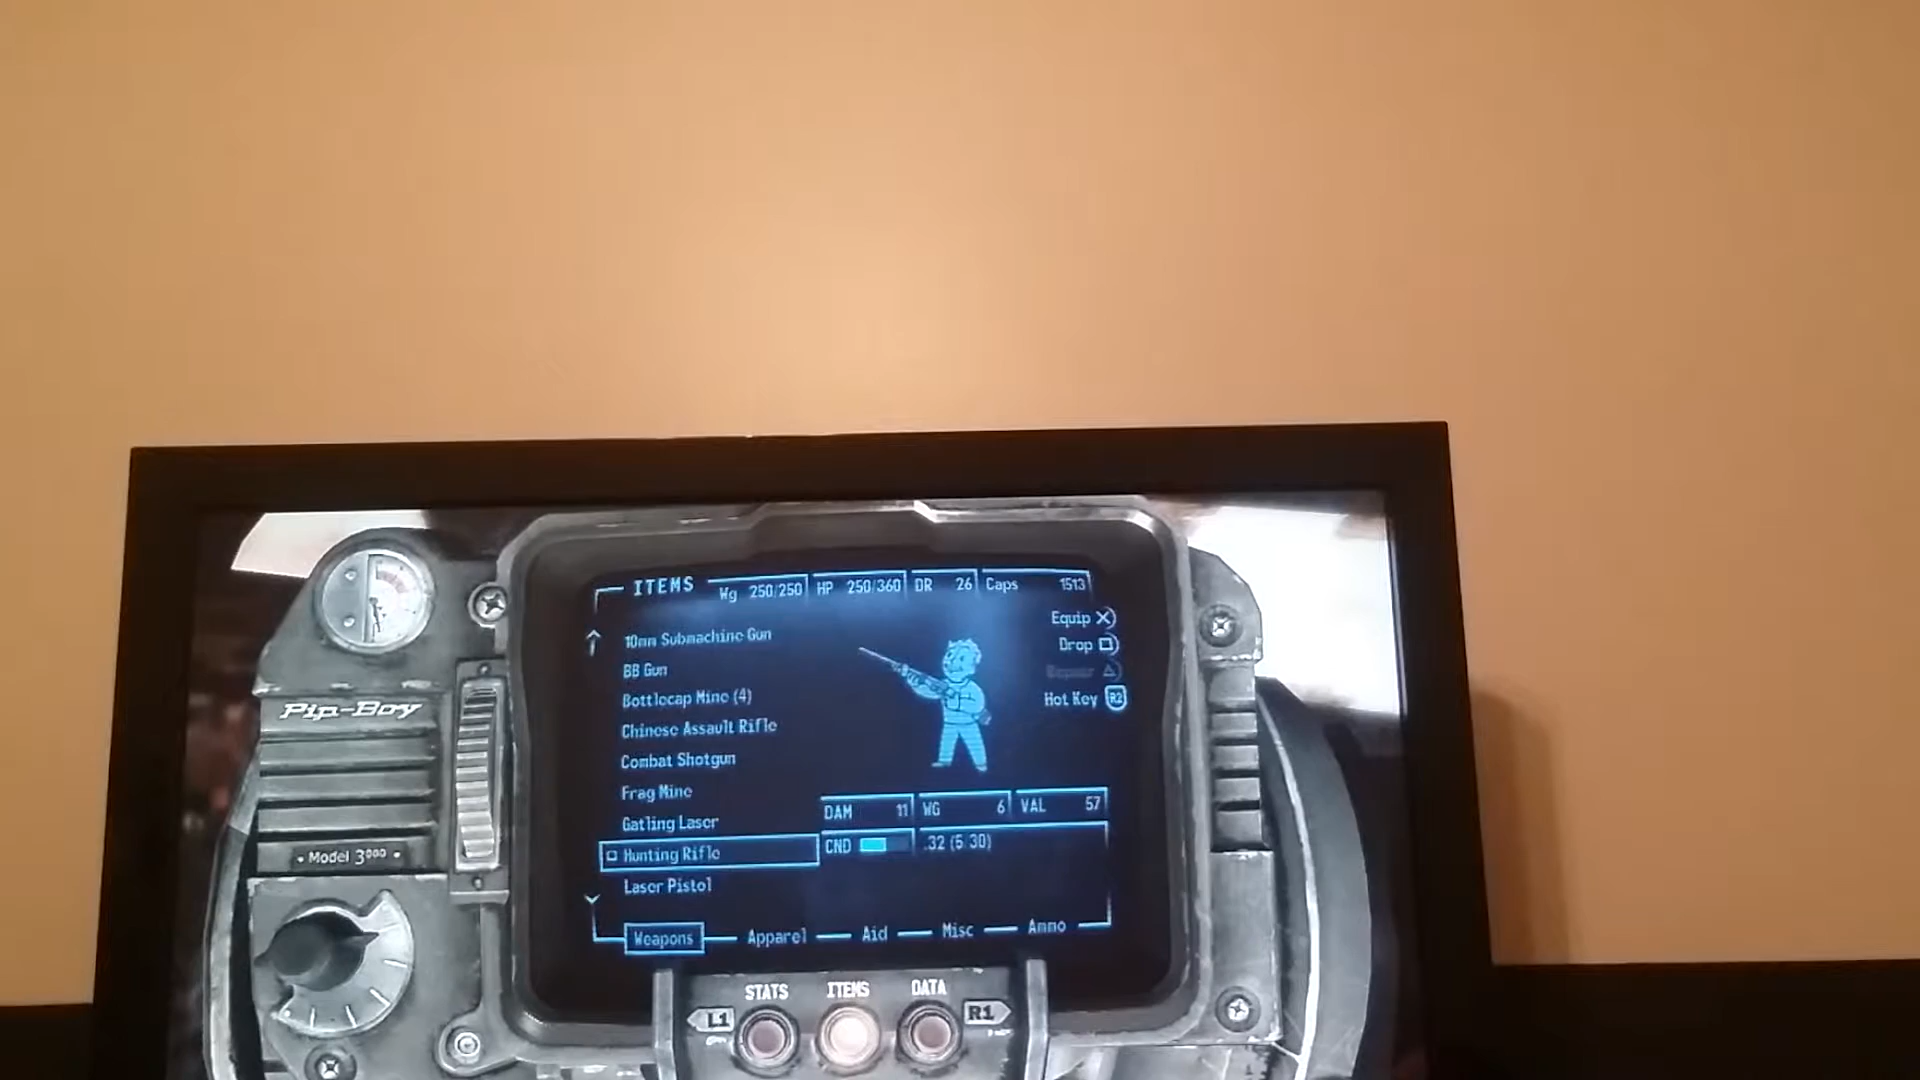 ITEMS Wg 250/250 HP 250/360 DR 26 Caps 1513
10mm Submachine Gun
BB Gun
Bottlecap Mine (4)
Chinese Assault Rifle
Combat Shotgun
Frag Mine
Gatling Laser
Hunting Rifle
Laser Pistol
Equip X
Drop
Repair
Hot Key R2
DAM 11 WG 6 VAL 57
CND .32 (5/30)
Weapons Apparel Aid Misc Ammo
Pip-Boy
Model 3000
STATS ITEMS DATA
L1 R1